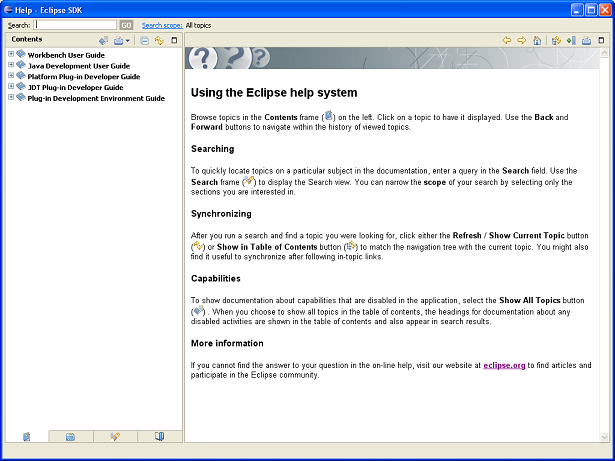 Help - Eclipse SDK
Search: GO Search scope: All topics
Contents
Workbench User Guide
Java Development User Guide
Platform Plug-in Developer Guide
JDT Plug-in Developer Guide
Plug-in Development Environment Guide
Using the Eclipse help system
Browse topics in the Contents frame ( ) on the left. Click on a topic to have it displayed. Use the Back and
Forward buttons to navigate within the history of viewed topics.
Searching
To quickly locate topics on a particular subject in the documentation, enter a query in the Search field. Use the
Search frame ( ) to display the Search view. You can narrow the scope of your search by selecting only the
sections you are interested in.
Synchronizing
After you run a search and find a topic you were looking for, click either the Refresh / Show Current Topic button
( ) or Show in Table of Contents button ( ) to match the navigation tree with the current topic. You might also
find it useful to synchronize after following in-topic links.
Capabilities
To show documentation about capabilities that are disabled in the application, select the Show All Topics button
( ) . When you choose to show all topics in the table of contents, the headings for documentation about any
disabled activities are shown in the table of contents and also appear in search results.
More information
If you cannot find the answer to your question in the on-line help, visit our website at eclipse.org to find articles and
participate in the Eclipse community.